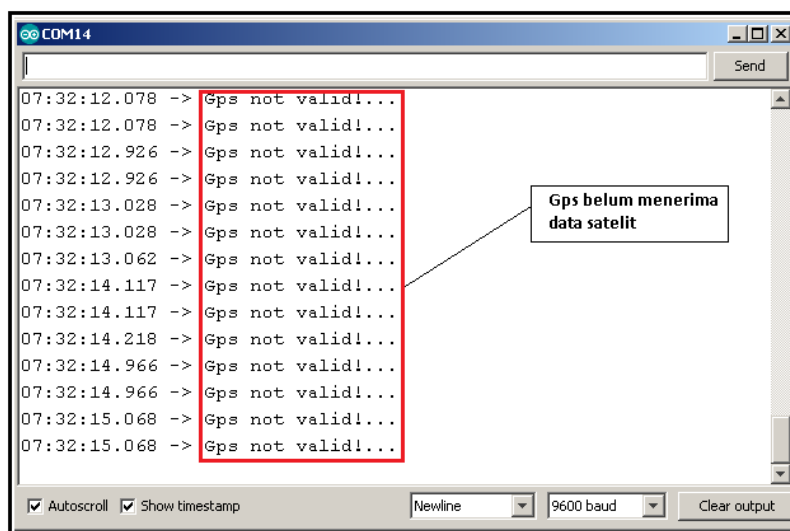 COM14
Send
07:32:12.078 -> Gps not valid!...
07:32:12.078 -> Gps not valid!...
07:32:12.926 -> Gps not valid!...
07:32:12.926 -> Gps not valid!...
07:32:13.028 -> Gps not valid!...
07:32:13.028 -> Gps not valid!...
07:32:13.062 -> Gps not valid!...
07:32:14.117 -> Gps not valid!...
07:32:14.117 -> Gps not valid!...
07:32:14.218 -> Gps not valid!...
07:32:14.966 -> Gps not valid!...
07:32:14.966 -> Gps not valid!...
07:32:15.068 -> Gps not valid!...
07:32:15.068 -> Gps not valid!...
Gps belum menerima
data satelit
Autoscroll Show timestamp Newline 9600 baud Clear output